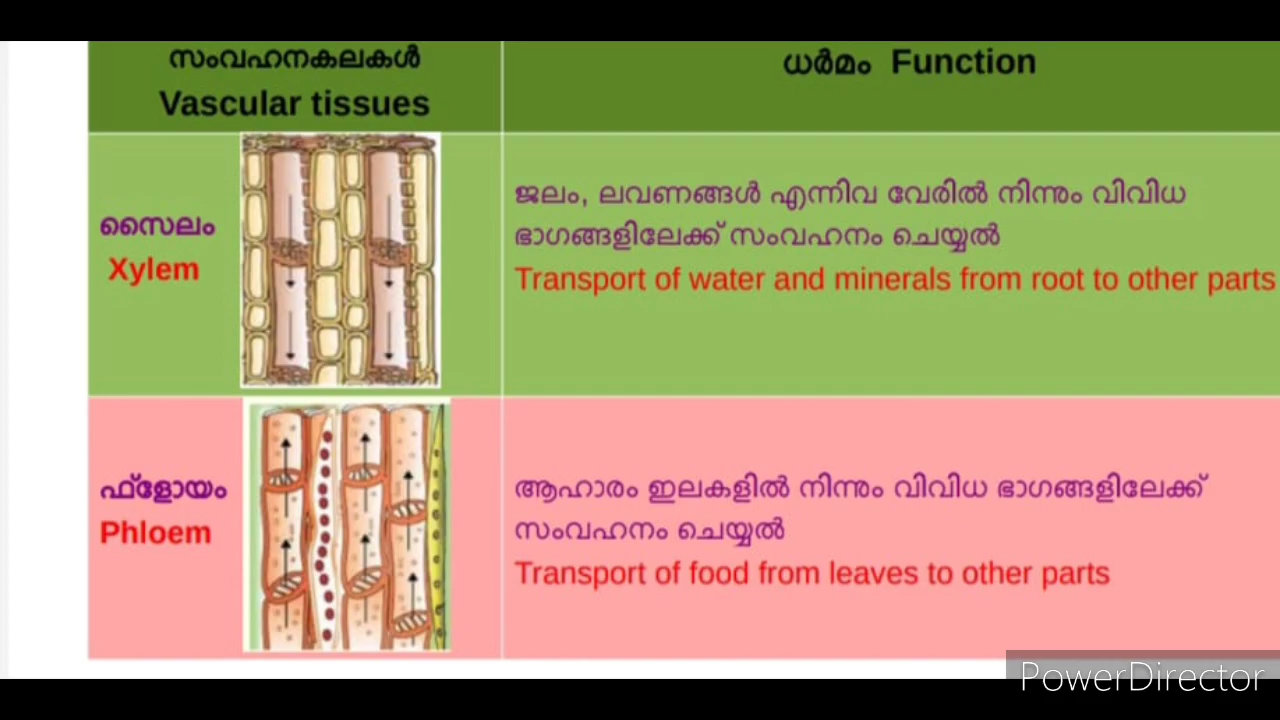 സംവഹനകലകൾ
Vascular tissues
ധർമം Function
സൈലം
Xylem
ജലം, ലവണങ്ങൾ എന്നിവ വേരിൽ നിന്നും വിവിധ
ഭാഗങ്ങളിലേക്ക് സംവഹനം ചെയ്യൽ
Transport of water and minerals from root to other parts
ഫ്ളോയം
Phloem
ആഹാരം ഇലകളിൽ നിന്നും വിവിധ ഭാഗങ്ങളിലേക്ക്
സംവഹനം ചെയ്യൽ
Transport of food from leaves to other parts
PowerDirector